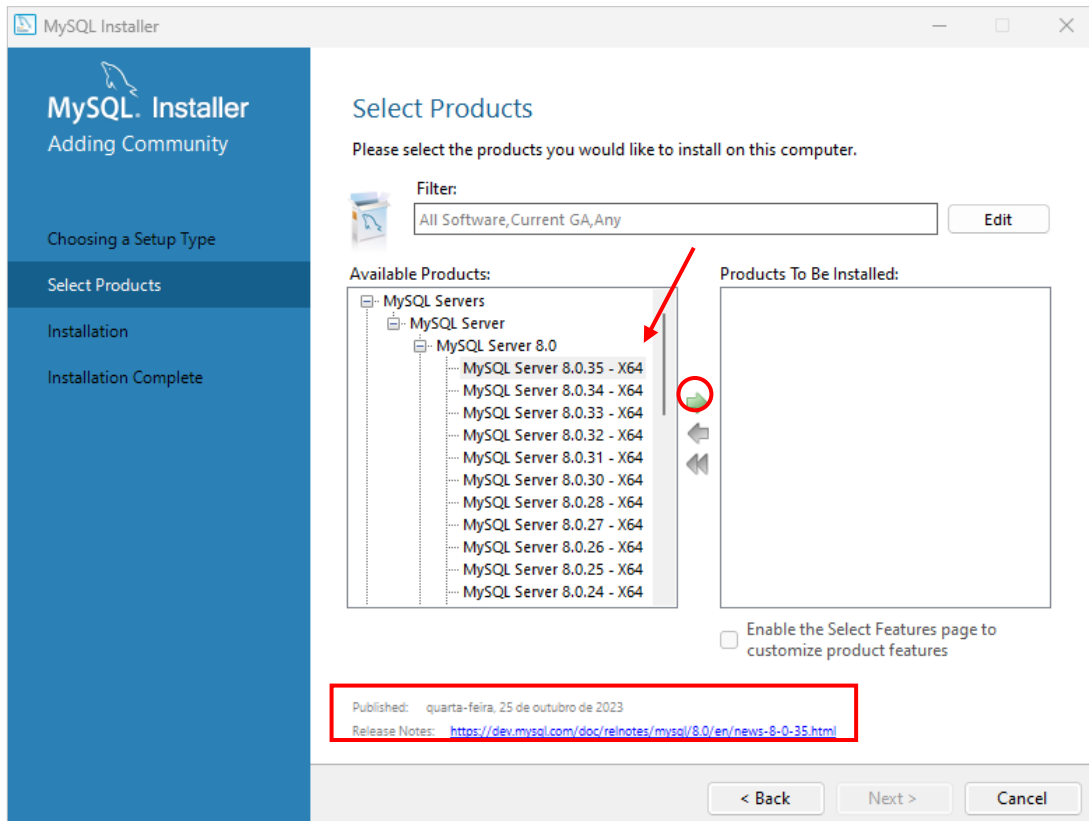 MySQL Installer
MySQL. Installer
Adding Community
Choosing a Setup Type
Select Products
Installation
Installation Complete
Select Products
Please select the products you would like to install on this computer.
Filter:
All Software,Current GA,Any
Edit
Available Products:
MySQL Servers
MySQL Server
MySQL Server 8.0
MySQL Server 8.0.35 - X64
MySQL Server 8.0.34 - X64
MySQL Server 8.0.33 - X64
MySQL Server 8.0.32 - X64
MySQL Server 8.0.31 - X64
MySQL Server 8.0.30 - X64
MySQL Server 8.0.28 - X64
MySQL Server 8.0.27 - X64
MySQL Server 8.0.26 - X64
MySQL Server 8.0.25 - X64
MySQL Server 8.0.24 - X64
Products To Be Installed:
Enable the Select Features page to
customize product features
Published: quarta-feira, 25 de outubro de 2023
Release Notes: https://dev.mysql.com/doc/relnotes/mysql/8.0/en/news-8-0-35.html
< Back
Next >
Cancel